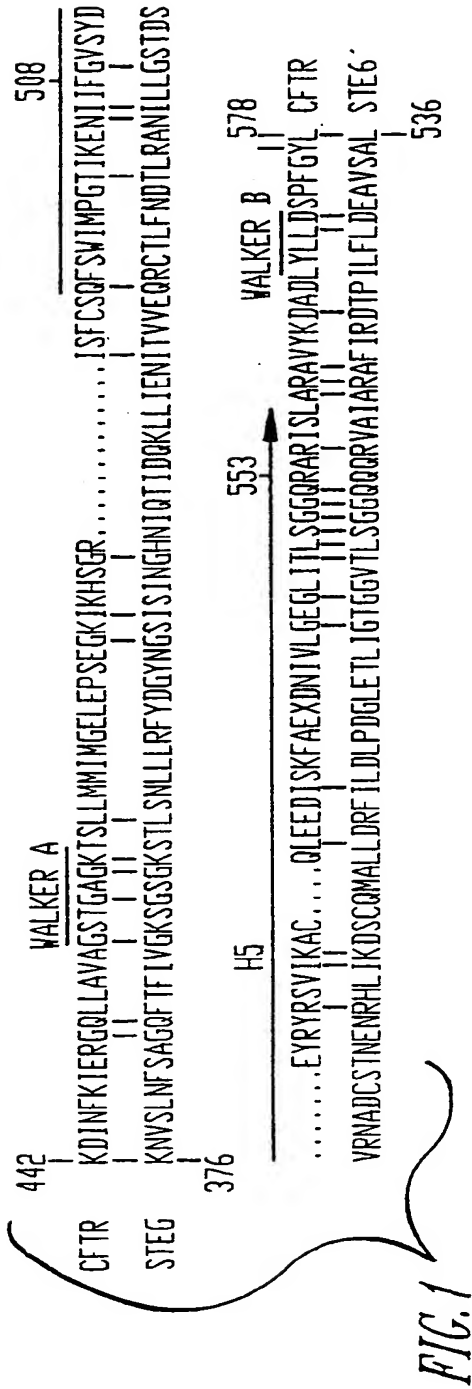 442 508
WALKER A
CFTR KDINFKIERGQLLAVAGSTGAGKTSLLMMIMGELEPSEGKIKHSGR.............ISFCSQFSWIMPGTIKENIIFGVSYD
STEG KNVSLNFSAGQFTFIVGKSGSGKSTLSNLLLRFYDGYNGSISINGHNIQTIDQKLLIENITVVEQRCTLFNDTLRANILLGSTDS
376
H5 553 WALKER B 578
.......EYRYRSVIKAC....QLEEDISKFAEXDNIVLGEGLITLSGGQRARISLARAVYKDADLYLLDSPFGYL CFTR
VRNADCSTNENRHLIKDSCQMALLDRFILDLPDGLETLIGTGGVTLSGGQQQRVAIARAFIRDTPILFLDEAVSAL STE6'
536
FIG. 1